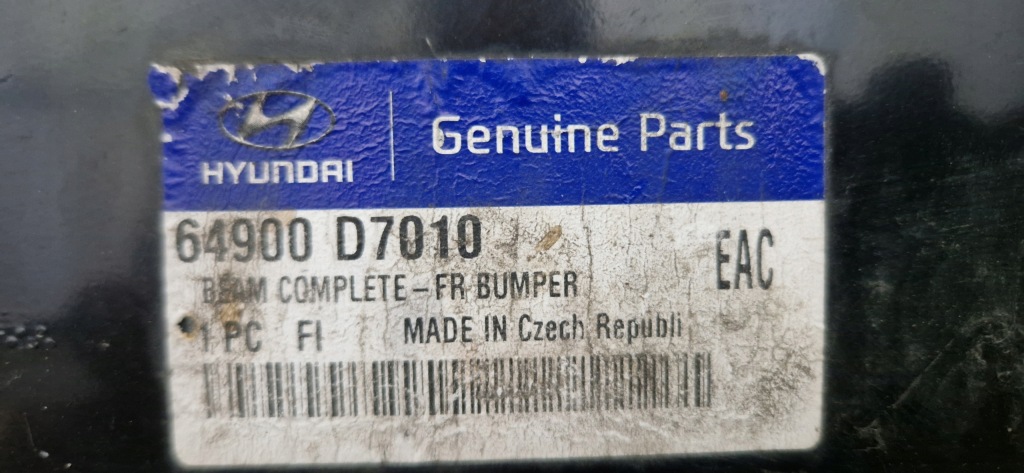 HYUNDAI
Genuine Parts
64900 D7010
EAC
BEAM COMPLETE-FR BUMPER
1 PC FI MADE IN Czech Republi